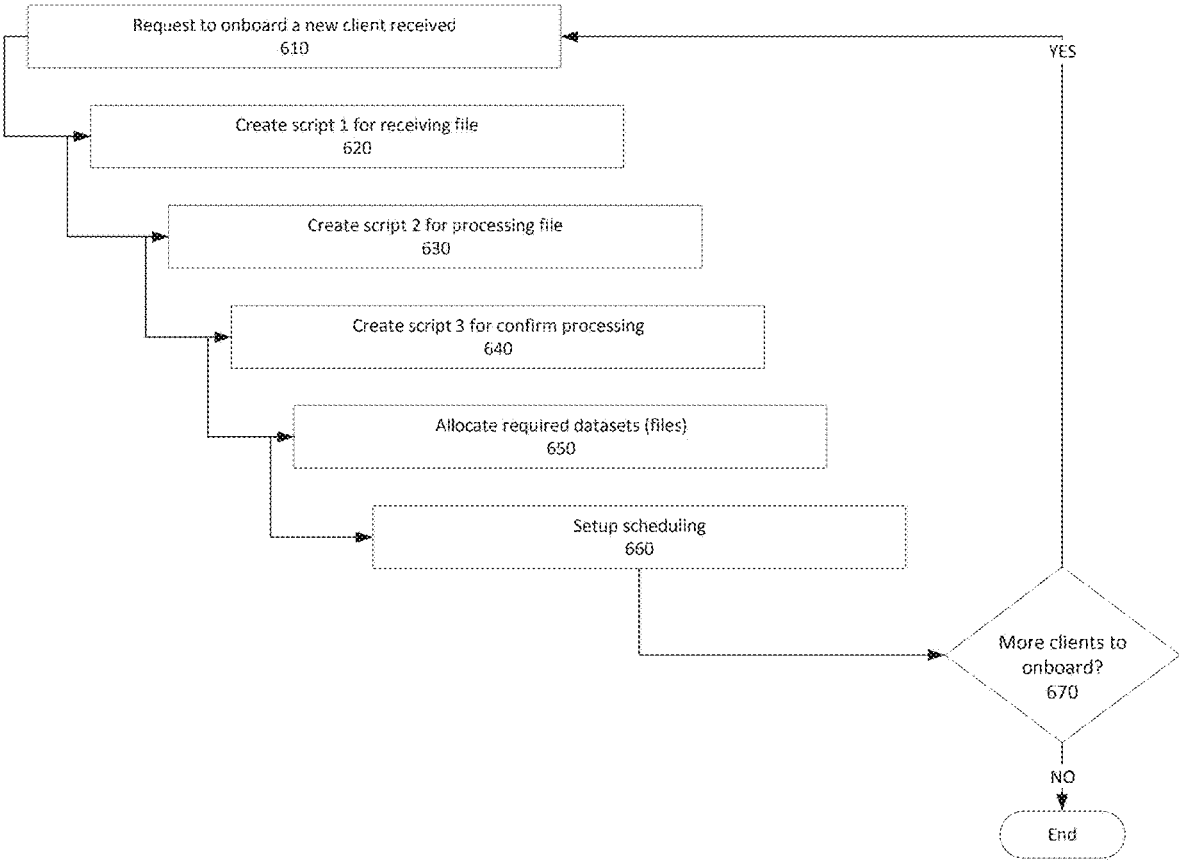 Request to onboard a new client received
610
YES
Create script 1 for receiving file
620
Create script 2 for processing file
630
Create script 3 for confirm processing
640
Allocate required datasets (files)
650
Setup scheduling
660
More clients to
onboard?
670
NO
End